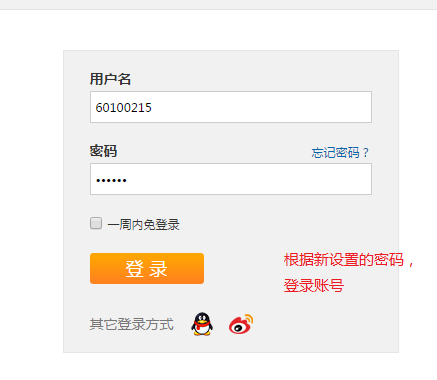 用户名
60100215
密码 忘记密码？
••••••
一周内免登录
登 录
根据新设置的密码，
登录账号
其它登录方式